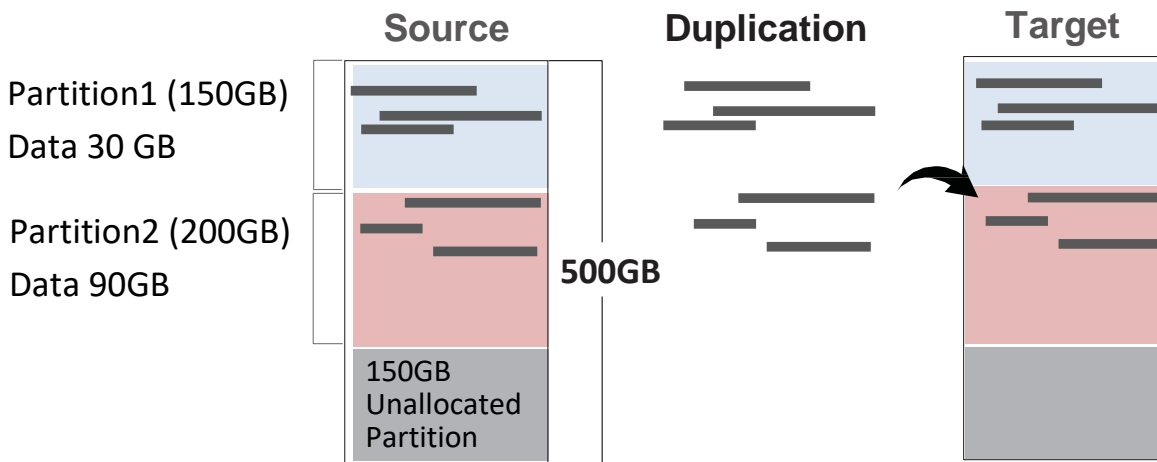 Source
Duplication
Target
Partition1 (150GB)
Data 30 GB
Partition2 (200GB)
Data 90GB
500GB
150GB
Unallocated
Partition